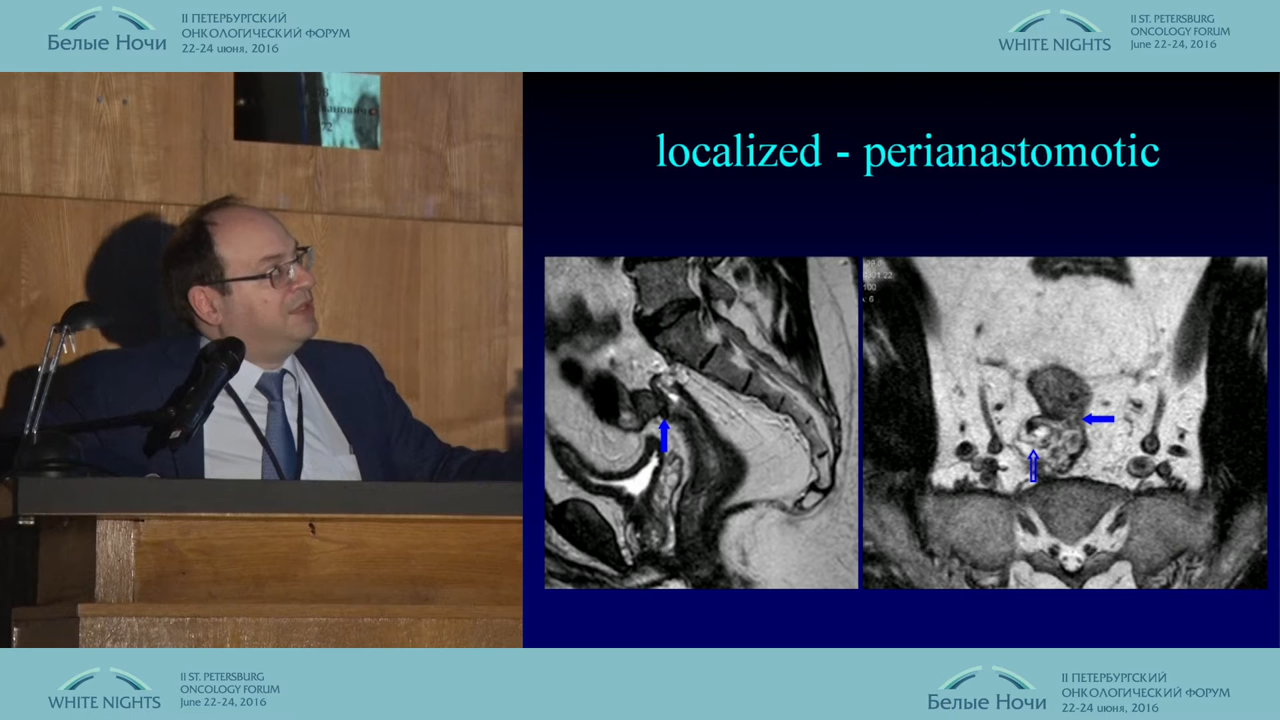 II ПЕТЕРБУРГСКИЙ
ОНКОЛОГИЧЕСКИЙ ФОРУМ
22-24 июня, 2016
Белые Ночи
II ST. PETERSBURG
ONCOLOGY FORUM
June 22-24, 2016
WHITE NIGHTS
localized - perianastomotic
II ST. PETERSBURG
ONCOLOGY FORUM
June 22-24, 2016
WHITE NIGHTS
II ПЕТЕРБУРГСКИЙ
ОНКОЛОГИЧЕСКИЙ ФОРУМ
22-24 июня, 2016
Белые Ночи